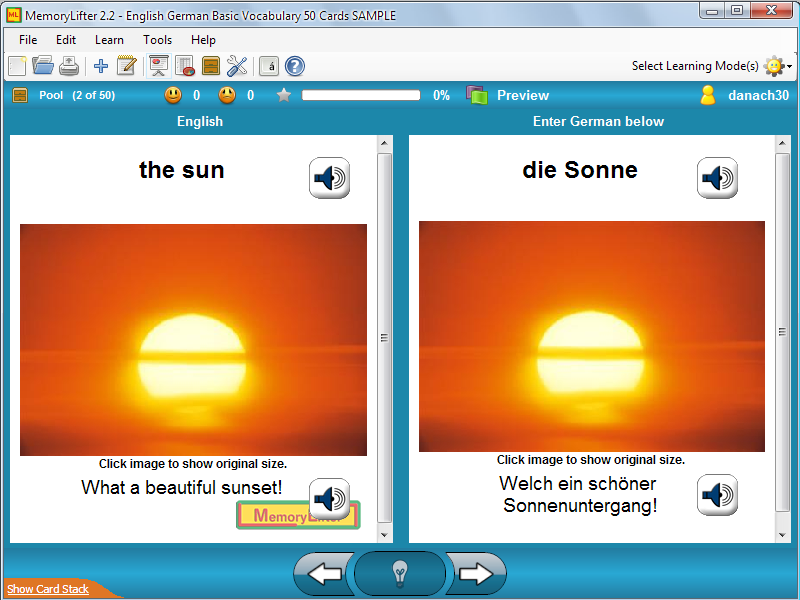 MemoryLifter 2.2 - English German Basic Vocabulary 50 Cards SAMPLE
File Edit Learn Tools Help
á ? Select Learning Mode(s)
Pool (2 of 50) 0 0 0% Preview danach30
English
Enter German below
the sun
Click image to show original size.
What a beautiful sunset!
die Sonne
Click image to show original size.
Welch ein schöner
Sonnenuntergang!
Show Card Stack